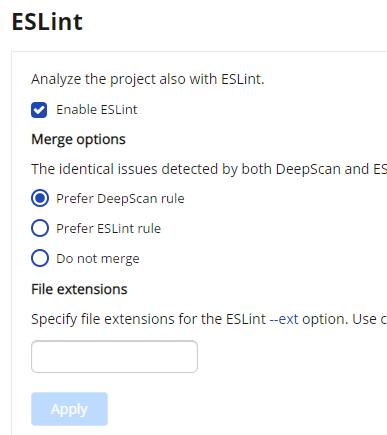 ESLint
Analyze the project also with ESLint.
Enable ESLint
Merge options
The identical issues detected by both DeepScan and ES
Prefer DeepScan rule
Prefer ESLint rule
Do not merge
File extensions
Specify file extensions for the ESLint --ext option. Use c
Apply